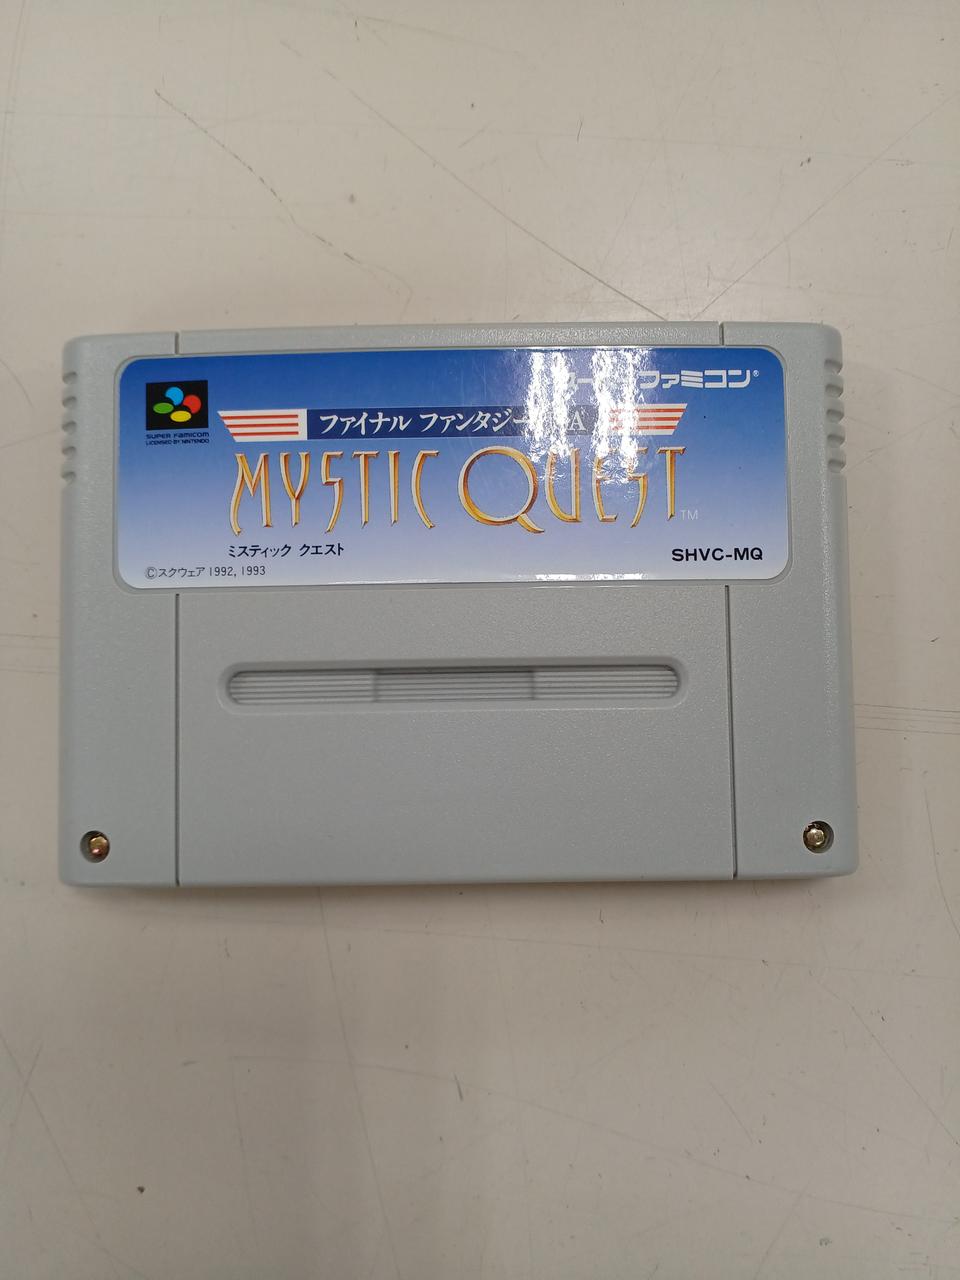 ファミコン®
SUPER FAMICOM
LICENSED BY NINTENDO
ファイナル ファンタジー
MYSTIC QUEST™
ミスティック クエスト
SHVC-MQ
©スクウェア 1992, 1993